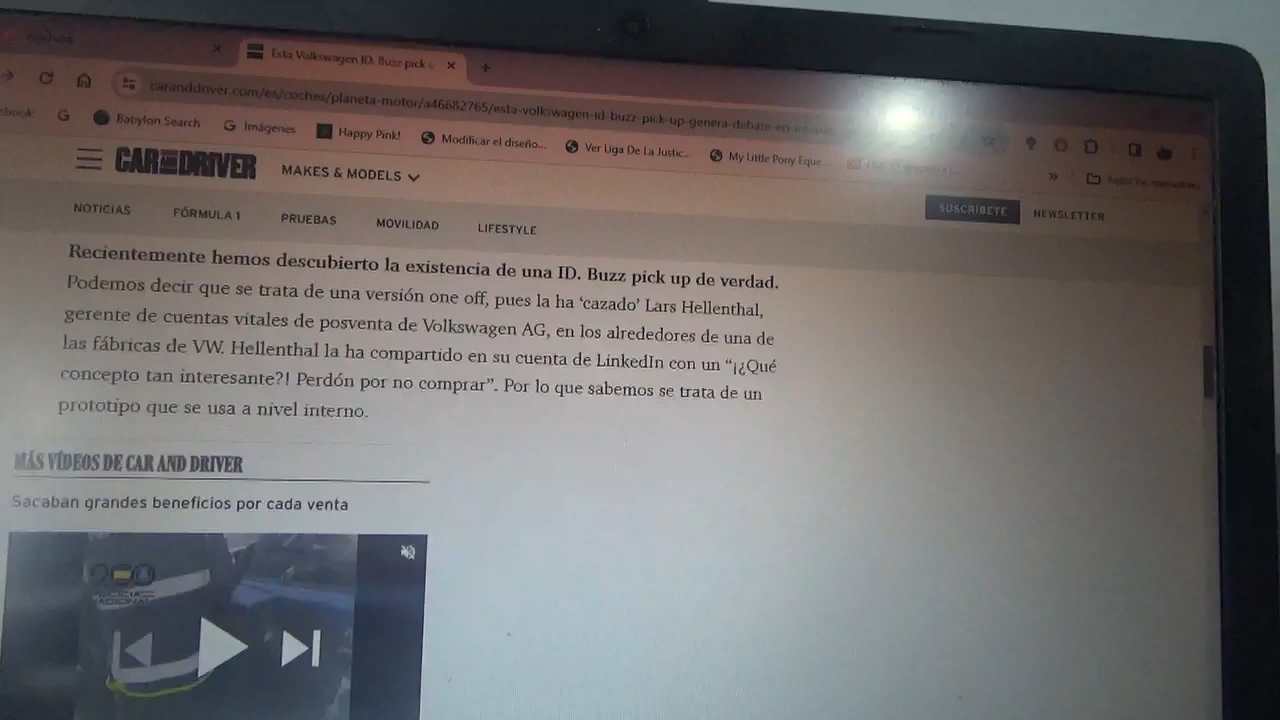 Esta Volkswagen ID. Buzz pick u
caranddriver.com/es/coches/planeta-motor/a46682765/esta-volkswagen-id-buzz-pick-up-genera-debate-en-
ebook G Babylon Search G Imágenes Happy Pink! Modificar el diseño... Ver Liga De La Justic... My Little Pony Eque...
»
CAR AND DRIVER MAKES & MODELS
SUSCRÍBETE NEWSLETTER
NOTICIAS FÓRMULA 1 PRUEBAS MOVILIDAD LIFESTYLE
Recientemente hemos descubierto la existencia de una ID. Buzz pick up de verdad.
Podemos decir que se trata de una versión one off, pues la ha ‘cazado’ Lars Hellenthal,
gerente de cuentas vitales de posventa de Volkswagen AG, en los alrededores de una de
las fábricas de VW. Hellenthal la ha compartido en su cuenta de LinkedIn con un “¡¿Qué
concepto tan interesante?! Perdón por no comprar”. Por lo que sabemos se trata de un
prototipo que se usa a nivel interno.
MÁS VÍDEOS DE CAR AND DRIVER
Sacaban grandes beneficios por cada venta